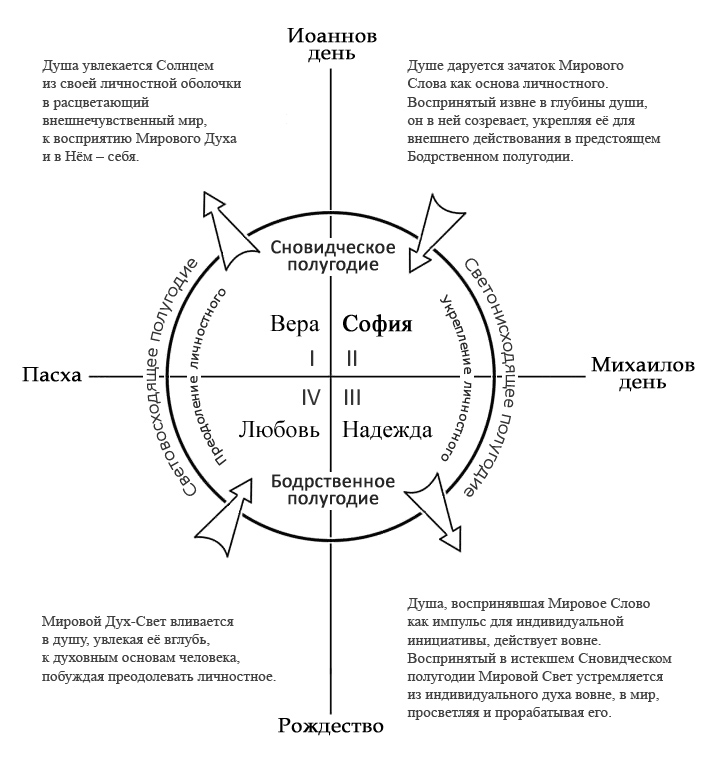 Иоаннов
день
Душа увлекается Солнцем
из своей личностной оболочки
в расцветающий
внешнечувственный мир,
к восприятию Мирового Духа
и в Нём – себя.
Душе даруется зачаток Мирового
Слова как основа личностного.
Воспринятый извне в глубины души,
он в ней созревает, укрепляя её для
внешнего действования в предстоящем
Бодрственном полугодии.
Сновидческое
полугодие
Световосходящее полугодие
Преодоление личностного
Укрепление личностного
Светонисходящее полугодие
Вера
София
I
II
Пасха
Михаилов
день
IV
III
Любовь
Надежда
Бодрственное
полугодие
Мировой Дух-Свет вливается
в душу, увлекая её вглубь,
к духовным основам человека,
побуждая преодолевать личностное.
Душа, воспринявшая Мировое Слово
как импульс для индивидуальной
инициативы, действует вовне.
Воспринятый в истекшем Сновидческом
полугодии Мировой Свет устремляется
из индивидуального духа вовне, в мир,
просветляя и прорабатывая его.
Рождество